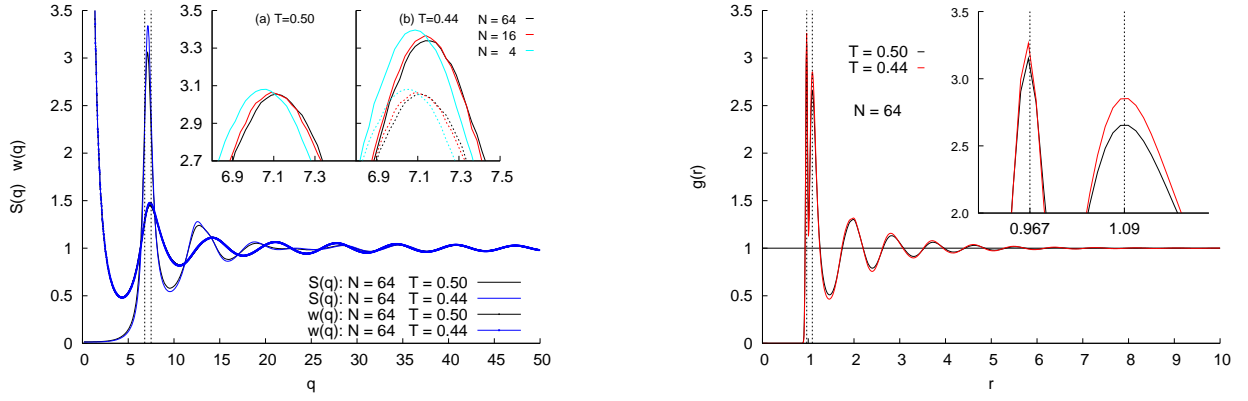 3.5
3
2.5
2
1.5
1
0.5
0
S(q) w(q)
0 5 10 15 20 25 30 35 40 45 50
q
(a) T=0.50
(b) T=0.44
N = 64
N = 16
N = 4
3.5
3.3
3.1
2.9
2.7
6.9 7.1 7.3
6.9 7.1 7.3 7.5
S(q): N = 64 T = 0.50
S(q): N = 64 T = 0.44
w(q): N = 64 T = 0.50
w(q): N = 64 T = 0.44
3.5
3
2.5
2
1.5
1
0.5
0
g(r)
0 1 2 3 4 5 6 7 8 9 10
r
T = 0.50
T = 0.44
N = 64
3.5
3.0
2.5
2.0
0.967 1.09